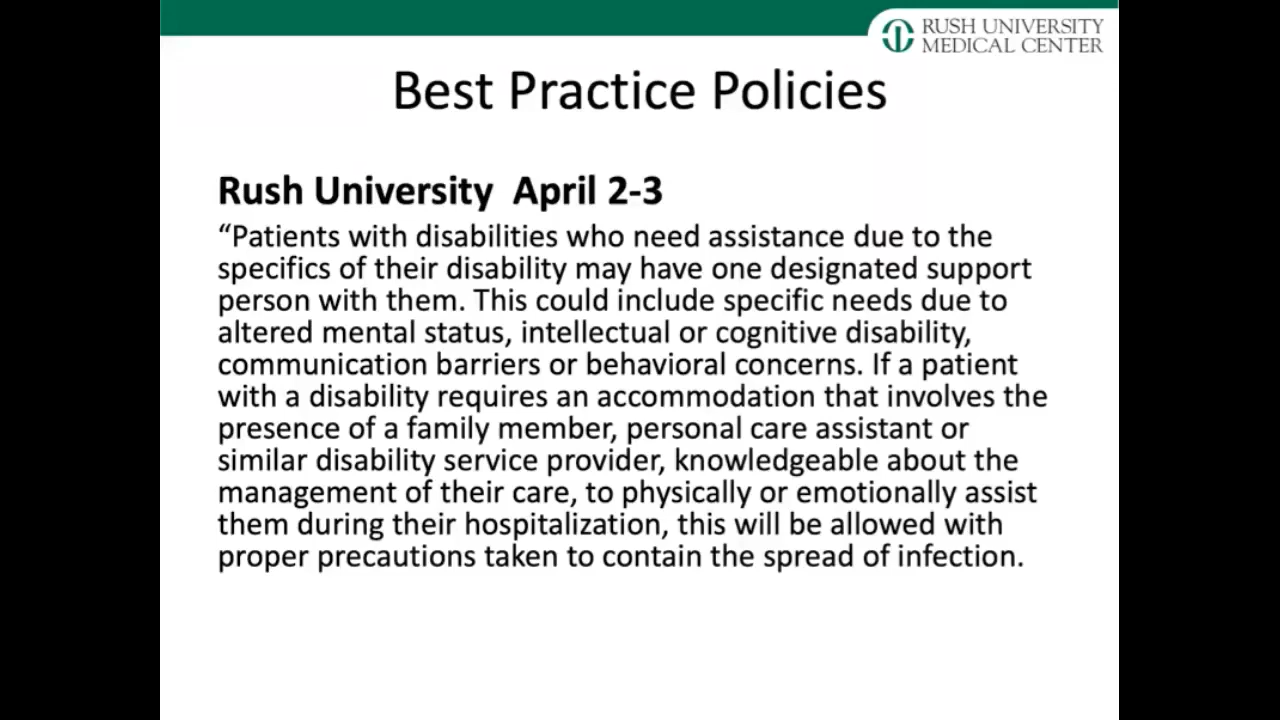 RUSH UNIVERSITY
MEDICAL CENTER
Best Practice Policies
Rush University  April 2-3
“Patients with disabilities who need assistance due to the
specifics of their disability may have one designated support
person with them. This could include specific needs due to
altered mental status, intellectual or cognitive disability,
communication barriers or behavioral concerns. If a patient
with a disability requires an accommodation that involves the
presence of a family member, personal care assistant or
similar disability service provider, knowledgeable about the
management of their care, to physically or emotionally assist
them during their hospitalization, this will be allowed with
proper precautions taken to contain the spread of infection.